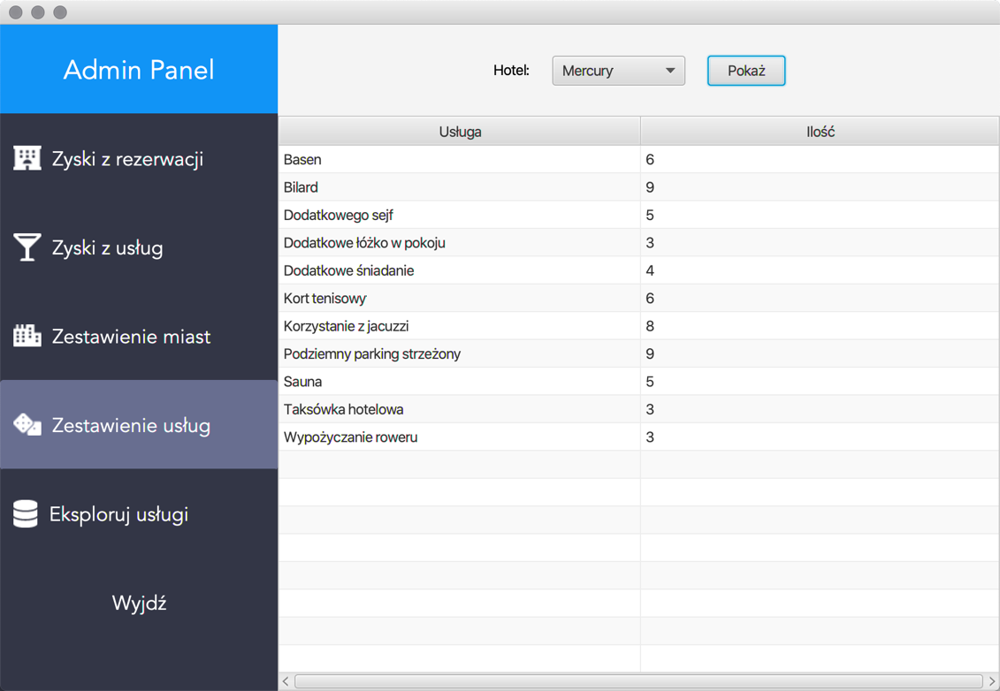 Admin Panel
Zyski z rezerwacji
Zyski z usług
Zestawienie miast
Zestawienie usług
Eksploruj usługi
Wyjdź
Hotel: Mercury Pokaż
Usługa Ilość
Basen 6
Bilard 9
Dodatkowego sejf 5
Dodatkowe łóżko w pokoju 3
Dodatkowe śniadanie 4
Kort tenisowy 6
Korzystanie z jacuzzi 8
Podziemny parking strzeżony 9
Sauna 5
Taksówka hotelowa 3
Wypożyczanie roweru 3